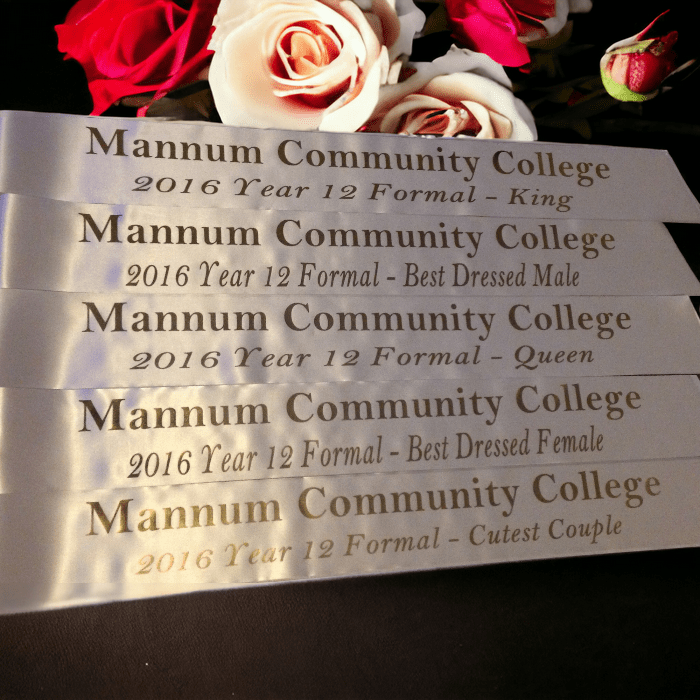 Mannum Community College
2016 Year 12 Formal - King
Mannum Community College
2016 Year 12 Formal - Best Dressed Male
Mannum Community College
2016 Year 12 Formal - Queen
Mannum Community College
2016 Year 12 Formal - Best Dressed Female
Mannum Community College
2016 Year 12 Formal - Cutest Couple